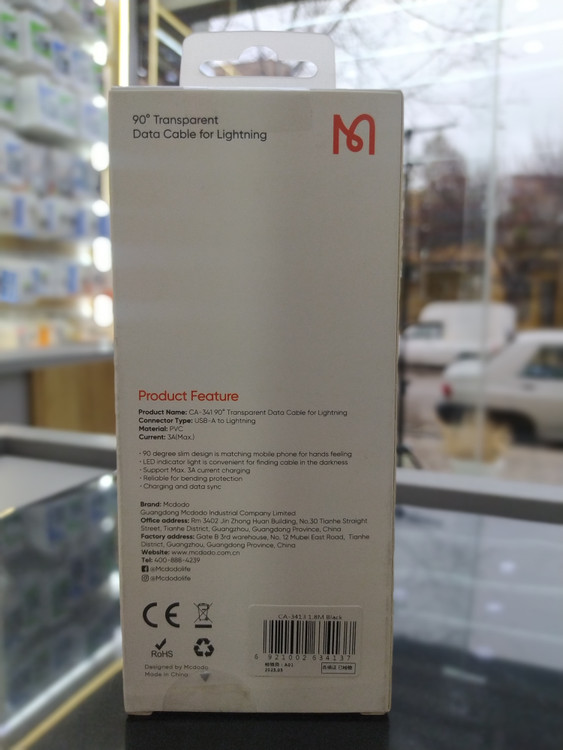 90° Transparent
Data Cable for Lightning
Product Feature
Product Name: CA-341 90° Transparent Data Cable for Lightning
Connector Type: USB-A to Lightning
Material: PVC
Current: 3A(Max.)
· 90 degree slim design is matching mobile phone for hands feeling
· LED indicator light is convenient for finding cable in the darkness
· Support Max. 3A current charging
· Reliable for bending protection
· Charging and data sync
Brand: Mcdodo
Guangdong Mcdodo Industrial Company Limited
Office address: Rm 3402 Jin Zhong Huan Building, No.30 Tianhe Straight
Street, Tianhe District, Guangzhou, Guangdong Province, China
Factory address: Gate B 3rd warehouse, No. 12 Mubei East Road, Tianhe
District, Guangzhou, Guangdong Province, China
Website: www.mcdodo.com.cn
Tel: 400-888-4239
@Mcdodolife
@Mcdodolife
CE
RoHS
Designed by Mcdodo
Made in China
CA-3413 1.8M Black
6 921002 634137